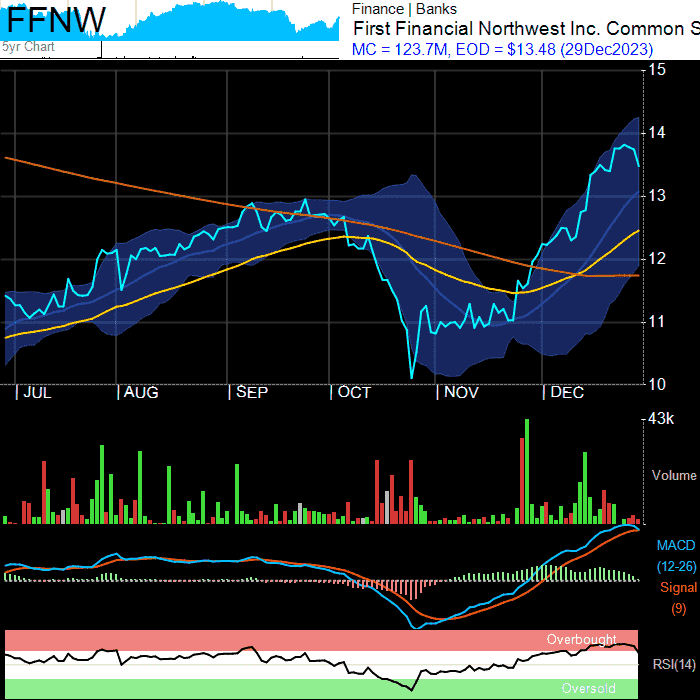 FFNW
5yr Chart
Finance | Banks
First Financial Northwest Inc. Common S
MC = 123.7M, EOD = $13.48 (29Dec2023)
15
14
13
12
11
10
JUL AUG SEP OCT NOV DEC
43k
Volume
MACD
(12-26)
Signal
(9)
Overbought
RSI(14)
Oversold